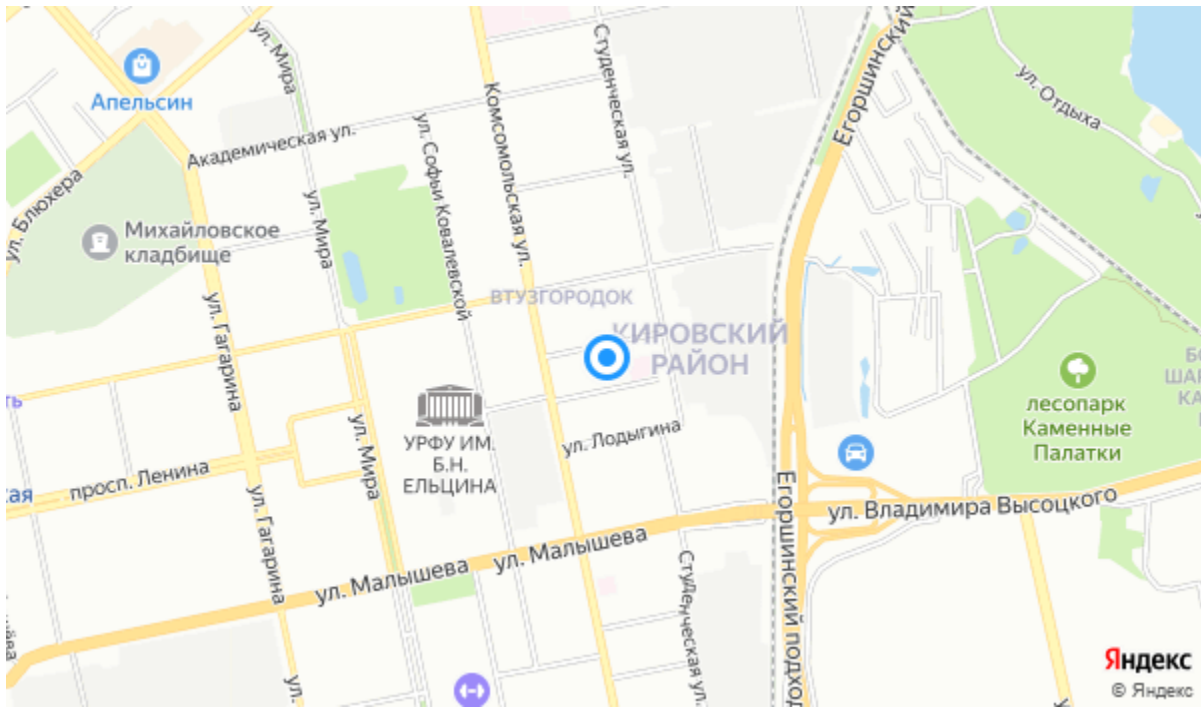 ул. Мира
Студенческая ул.
Егоршинский
ул. Отдыха
Апельсин
Комсомольская ул.
Академическая ул.
ул. Софьи Ковалевской
ул. Блюхера
ул. Мира
Михайловское
кладбище
ВТУЗГОРОДОК
ул. Гагарина
КИРОВСКИЙ
РАЙОН
лесопарк
Каменные
Палатки
УРФУ ИМ.
Б.Н.
ЕЛЬЦИНА
ул. Мира
ул. Лодыгина
просп. Ленина
ул. Гагарина
Егоршинский подход
ул. Владимира Высоцкого
ул. Малышева
ул. Малышева
Студенческая ул.
ул.
Яндекс
© Яндекс